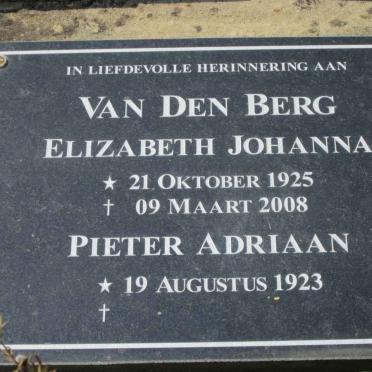 IN LIEFDEVOLLE HERINNERING AAN
VAN DEN BERG
ELIZABETH JOHANNA
★ 21 OKTOBER 1925
† 09 MAART 2008
PIETER ADRIAAN
★ 19 AUGUSTUS 1923
†